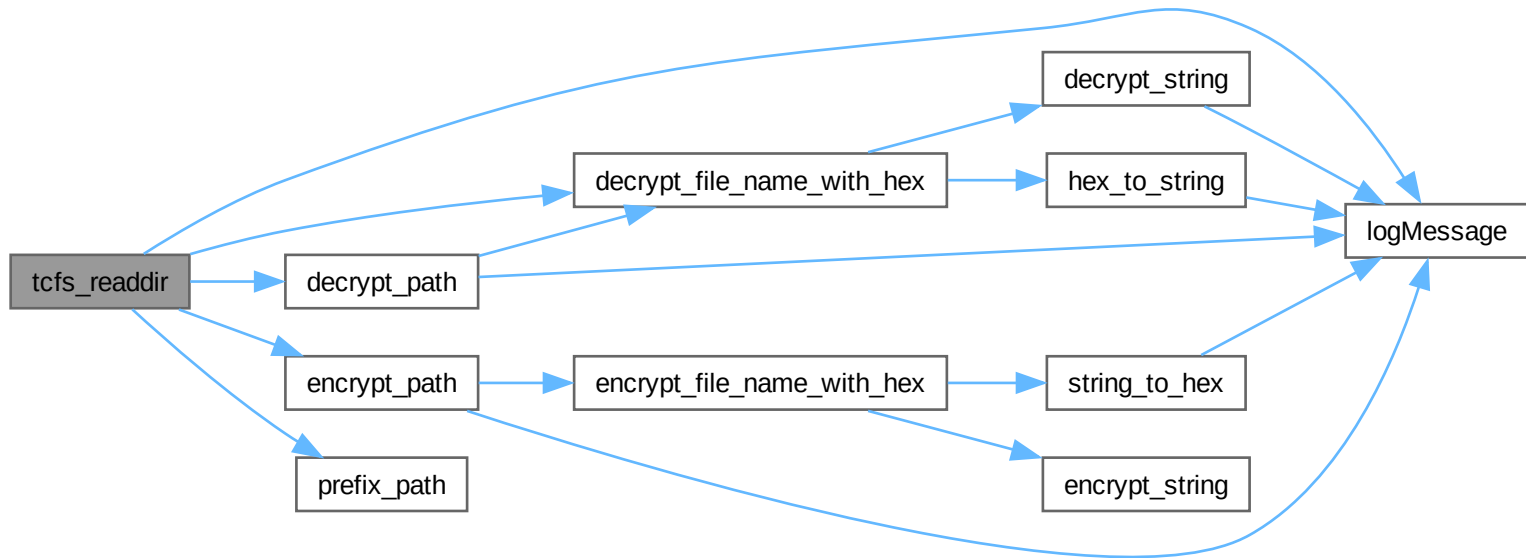 decrypt_string
decrypt_file_name_with_hex
hex_to_string
logMessage
tcfs_readdir
decrypt_path
encrypt_path
encrypt_file_name_with_hex
string_to_hex
prefix_path
encrypt_string